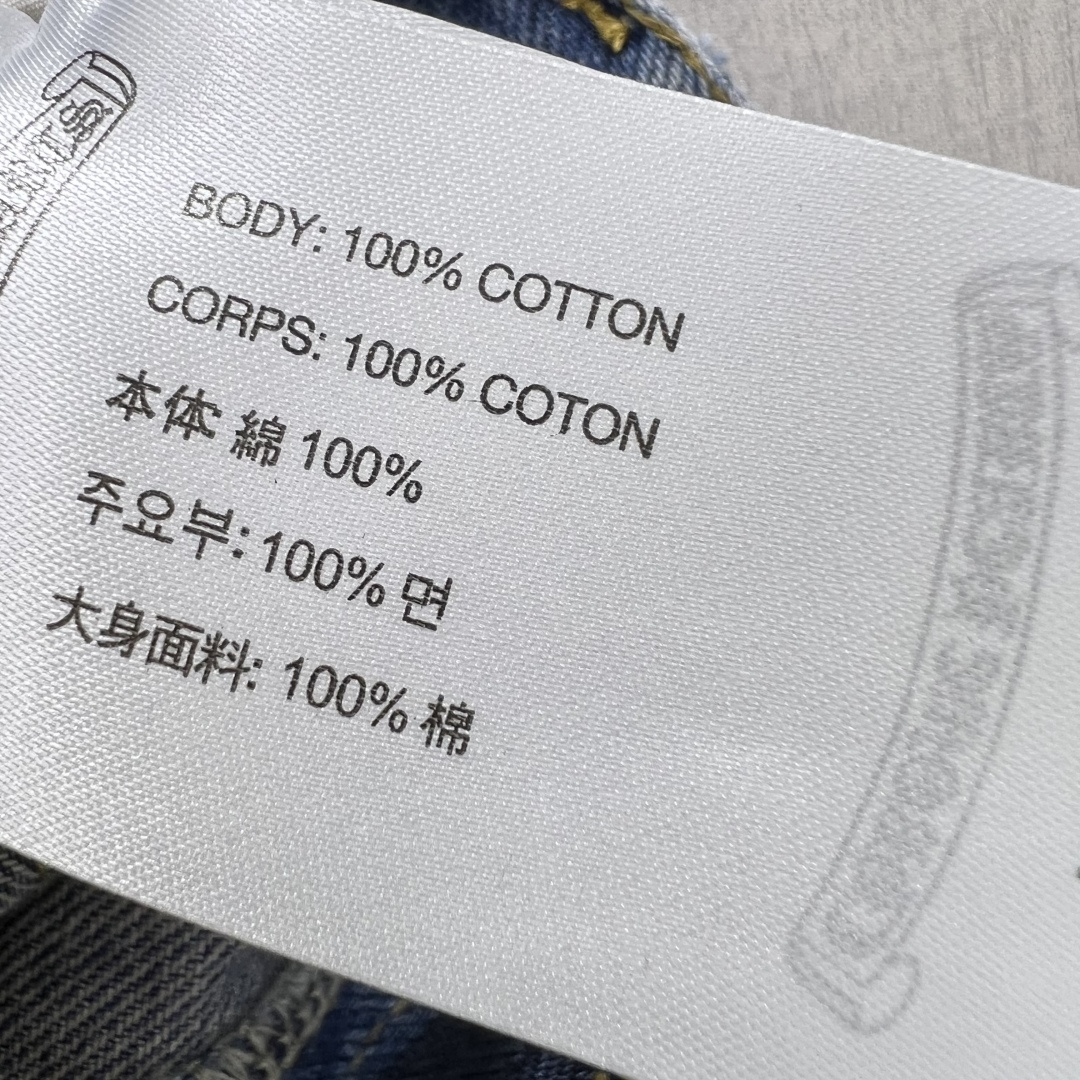 BODY: 100% COTTON
CORPS: 100% COTON
本体 綿 100%
주요부: 100% 면
大身面料: 100% 棉